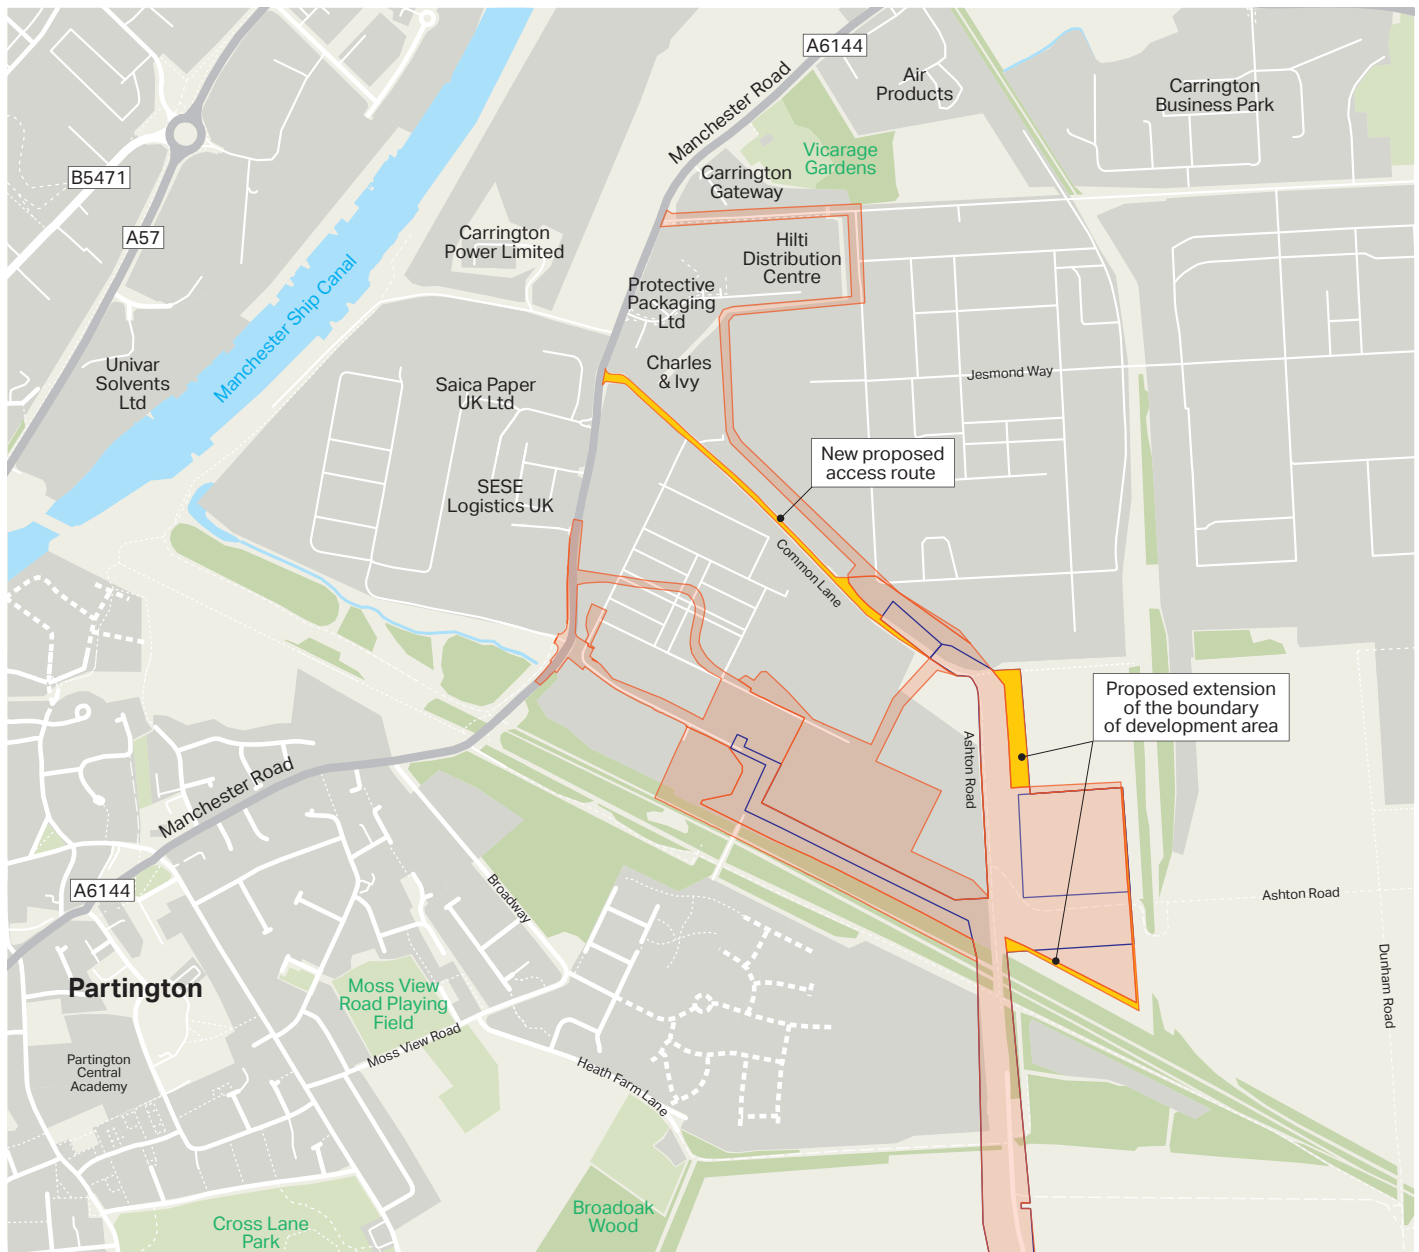 A6144
Manchester Road
Air
Products
Carrington
Business Park
Vicarage
Gardens
B5471
Carrington
Gateway
A57
Carrington
Power Limited
Hilti
Distribution
Centre
Manchester Ship Canal
Protective
Packaging
Ltd
Univar
Solvents
Ltd
Charles
& Ivy
Jesmond Way
Saica Paper
UK Ltd
New proposed
access route
SESE
Logistics UK
Common Lane
Proposed extension
of the boundary
of development area
Ashton Road
Manchester Road
A6144
Broadway
Ashton Road
Partington
Moss View
Road Playing
Field
Dunham Road
Moss View Road
Partington
Central
Academy
Heath Farm Lane
Broadoak
Wood
Cross Lane
Park